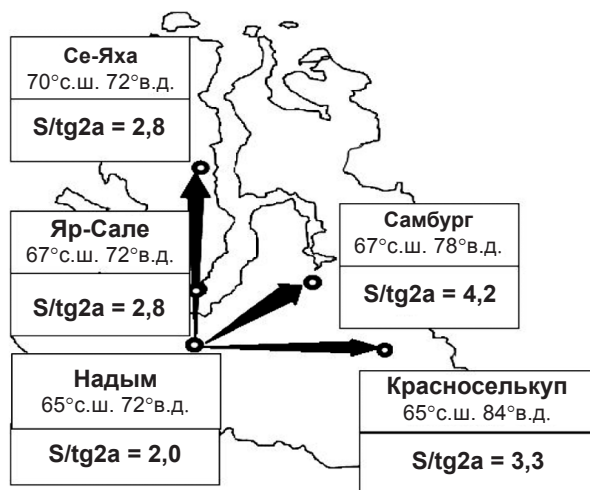 Се-Яха
70°с.ш. 72°в.д.
S/tg2a = 2,8
Яр-Сале
67°с.ш. 72°в.д.
S/tg2a = 2,8
Самбург
67°с.ш. 78°в.д.
S/tg2a = 4,2
Надым
65°с.ш. 72°в.д.
S/tg2a = 2,0
Красноселькуп
65°с.ш. 84°в.д.
S/tg2a = 3,3